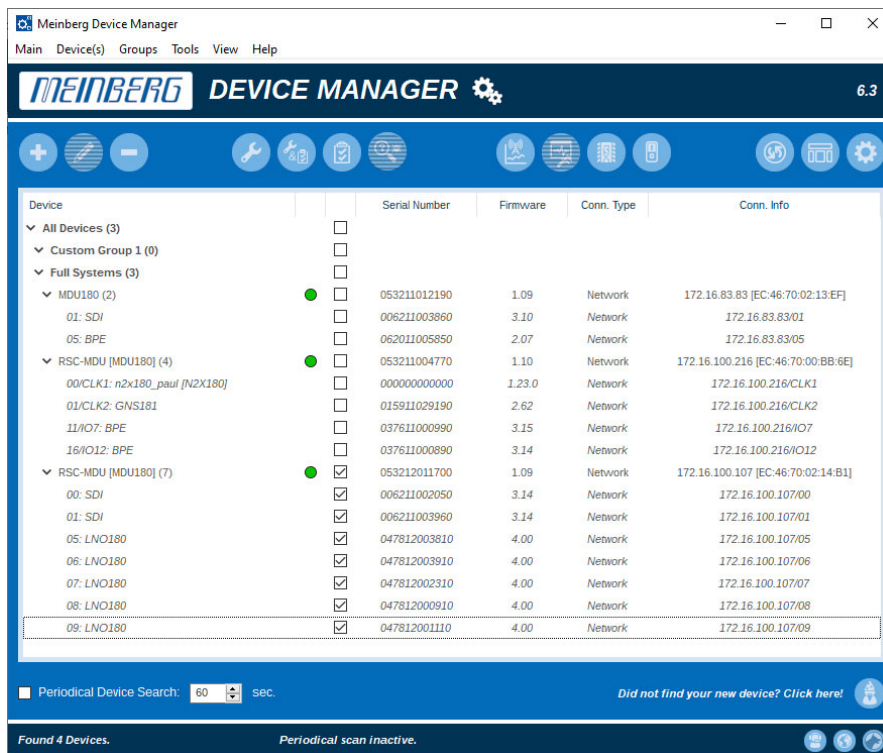 Meinberg Device Manager
Main Device(s) Groups Tools View Help
MEINBERG DEVICE MANAGER 6.3
Device Serial Number Firmware Conn. Type Conn. Info
All Devices (3)
Custom Group 1 (0)
Full Systems (3)
MDU180 (2) 053211012190 1.09 Network 172.16.83.83 [EC:46:70:02:13:EF]
01: SDI 006211003860 3.10 Network 172.16.83.83/01
05: BPE 062011005850 2.07 Network 172.16.83.83/05
RSC-MDU [MDU180] (4) 053211004770 1.10 Network 172.16.100.216 [EC:46:70:00:BB:6E]
00/CLK1: n2x180_paul [N2X180] 000000000000 1.23.0 Network 172.16.100.216/CLK1
01/CLK2: GNS181 015911029190 2.62 Network 172.16.100.216/CLK2
11/IO7: BPE 037611000990 3.15 Network 172.16.100.216/IO7
16/IO12: BPE 037611000890 3.14 Network 172.16.100.216/IO12
RSC-MDU [MDU180] (7) 053212011700 1.09 Network 172.16.100.107 [EC:46:70:02:14:B1]
00: SDI 006211002050 3.14 Network 172.16.100.107/00
01: SDI 006211003960 3.14 Network 172.16.100.107/01
05: LNO180 047812003810 4.00 Network 172.16.100.107/05
06: LNO180 047812003910 4.00 Network 172.16.100.107/06
07: LNO180 047812002310 4.00 Network 172.16.100.107/07
08: LNO180 047812000910 4.00 Network 172.16.100.107/08
09: LNO180 047812001110 4.00 Network 172.16.100.107/09
Periodical Device Search: 60 sec. Did not find your new device? Click here!
Found 4 Devices. Periodical scan inactive.